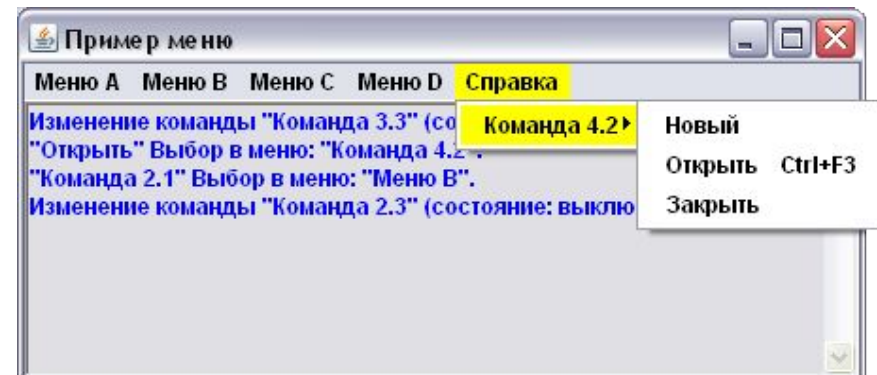 Пример меню
Меню A Меню B Меню C Меню D Справка
Изменение команды "Команда 3.3" (со
"Открыть" Выбор в меню: "Команда 4.2".
"Команда 2.1" Выбор в меню: "Меню B".
Изменение команды "Команда 2.3" (состояние: выклю
Команда 4.2
Новый
Открыть Ctrl+F3
Закрыть